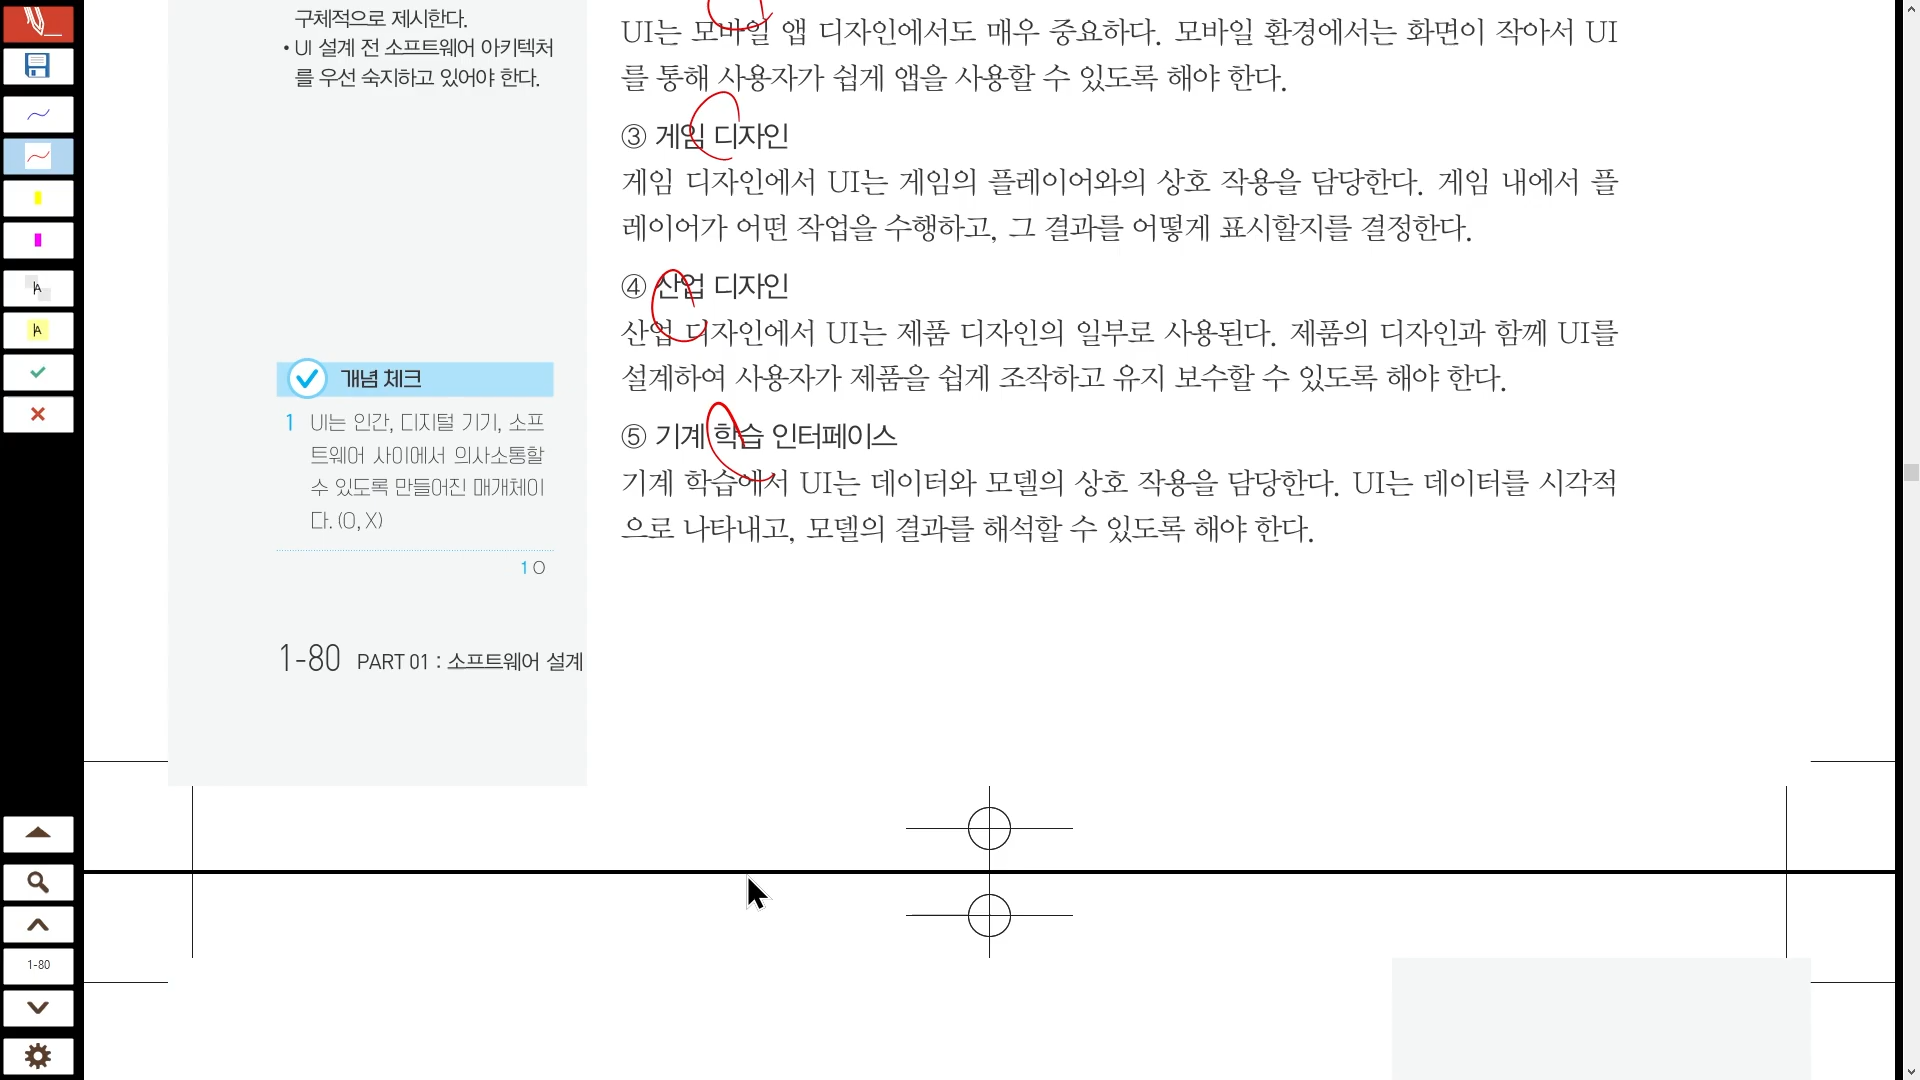 구체적으로 제시한다.
• UI 설계 전 소프트웨어 아키텍처
를 우선 숙지하고 있어야 한다.
개념 체크
1 UI는 인간, 디지털 기기, 소프
트웨어 사이에서 의사소통할
수 있도록 만들어진 매개체이
다. (O, X)
1 O
1-80 PART 01 : 소프트웨어 설계
UI는 모바일 앱 디자인에서도 매우 중요하다. 모바일 환경에서는 화면이 작아서 UI
를 통해 사용자가 쉽게 앱을 사용할 수 있도록 해야 한다.
③ 게임 디자인
게임 디자인에서 UI는 게임의 플레이어와의 상호 작용을 담당한다. 게임 내에서 플
레이어가 어떤 작업을 수행하고, 그 결과를 어떻게 표시할지를 결정한다.
④ 산업 디자인
산업 디자인에서 UI는 제품 디자인의 일부로 사용된다. 제품의 디자인과 함께 UI를
설계하여 사용자가 제품을 쉽게 조작하고 유지 보수할 수 있도록 해야 한다.
⑤ 기계 학습 인터페이스
기계 학습에서 UI는 데이터와 모델의 상호 작용을 담당한다. UI는 데이터를 시각적
으로 나타내고, 모델의 결과를 해석할 수 있도록 해야 한다.
A
A
1-80